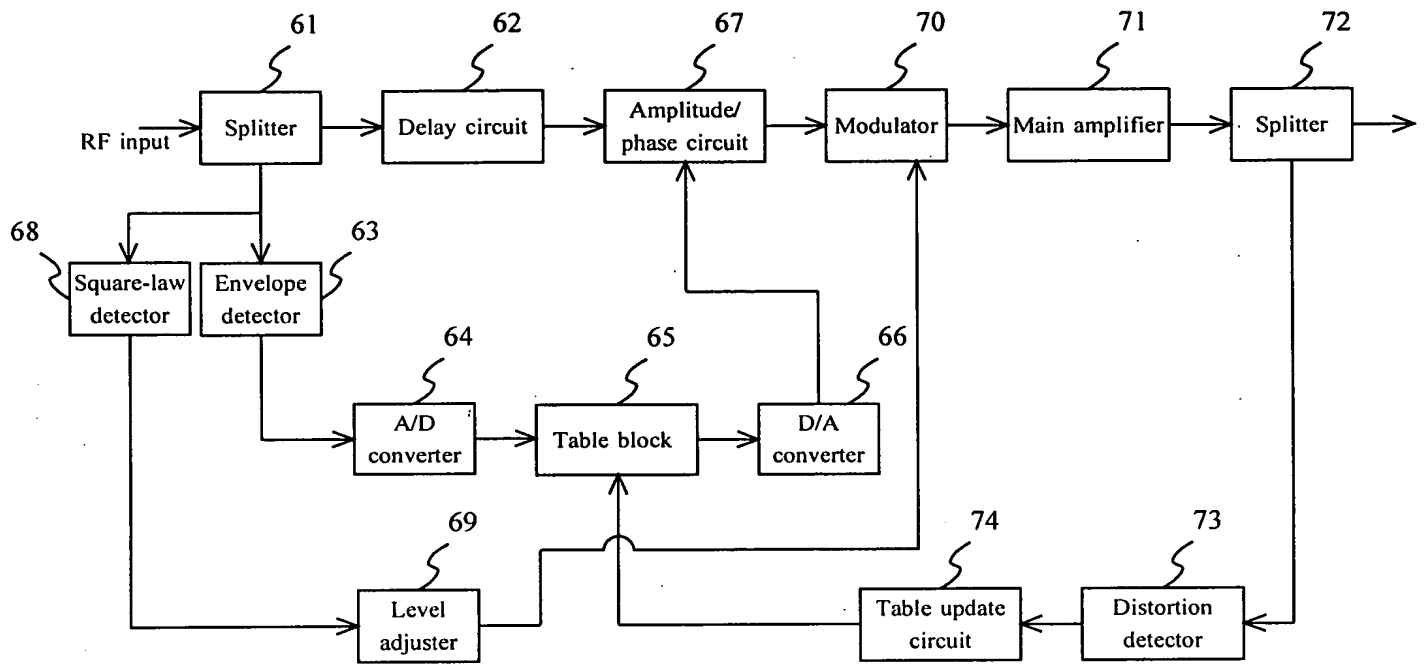 61
62
67
70
71
72
RF input
Splitter
Delay circuit
Amplitude/
phase circuit
Modulator
Main amplifier
Splitter
68
63
Square-law
detector
Envelope
detector
64
65
66
A/D
converter
Table block
D/A
converter
69
74
73
Level
adjuster
Table update
circuit
Distortion
detector